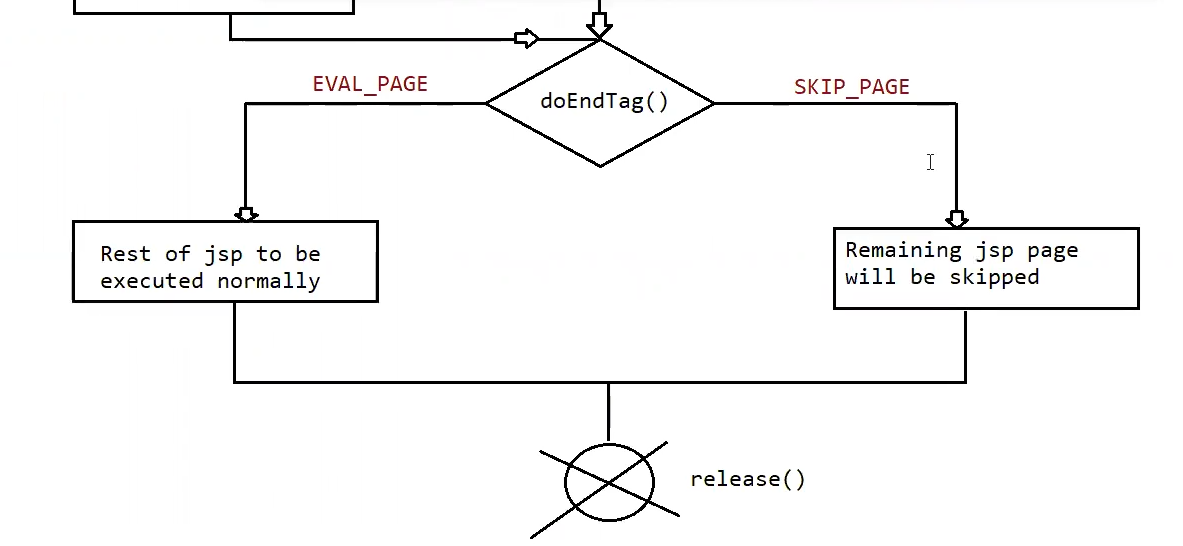 EVAL_PAGE
doEndTag()
SKIP_PAGE
Rest of jsp to be
executed normally
Remaining jsp page
will be skipped
release()